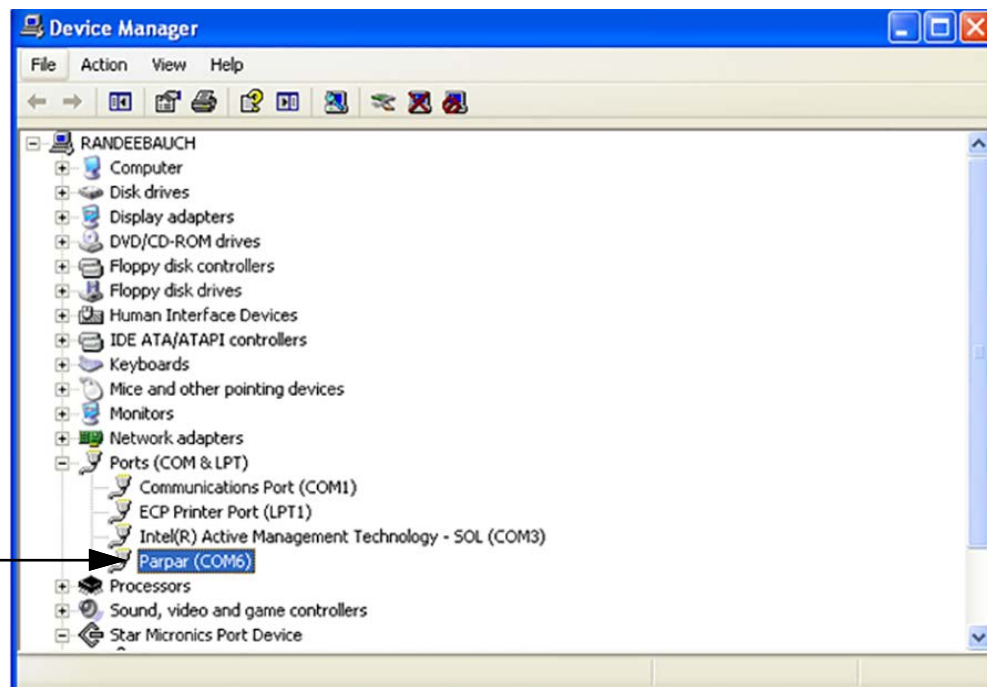 Device Manager
File Action View Help
RANDEEBAUCH
Computer
Disk drives
Display adapters
DVD/CD-ROM drives
Floppy disk controllers
Floppy disk drives
Human Interface Devices
IDE ATA/ATAPI controllers
Keyboards
Mice and other pointing devices
Monitors
Network adapters
Ports (COM & LPT)
Communications Port (COM1)
ECP Printer Port (LPT1)
Intel(R) Active Management Technology - SOL (COM3)
Parpar (COM6)
Processors
Sound, video and game controllers
Star Micronics Port Device